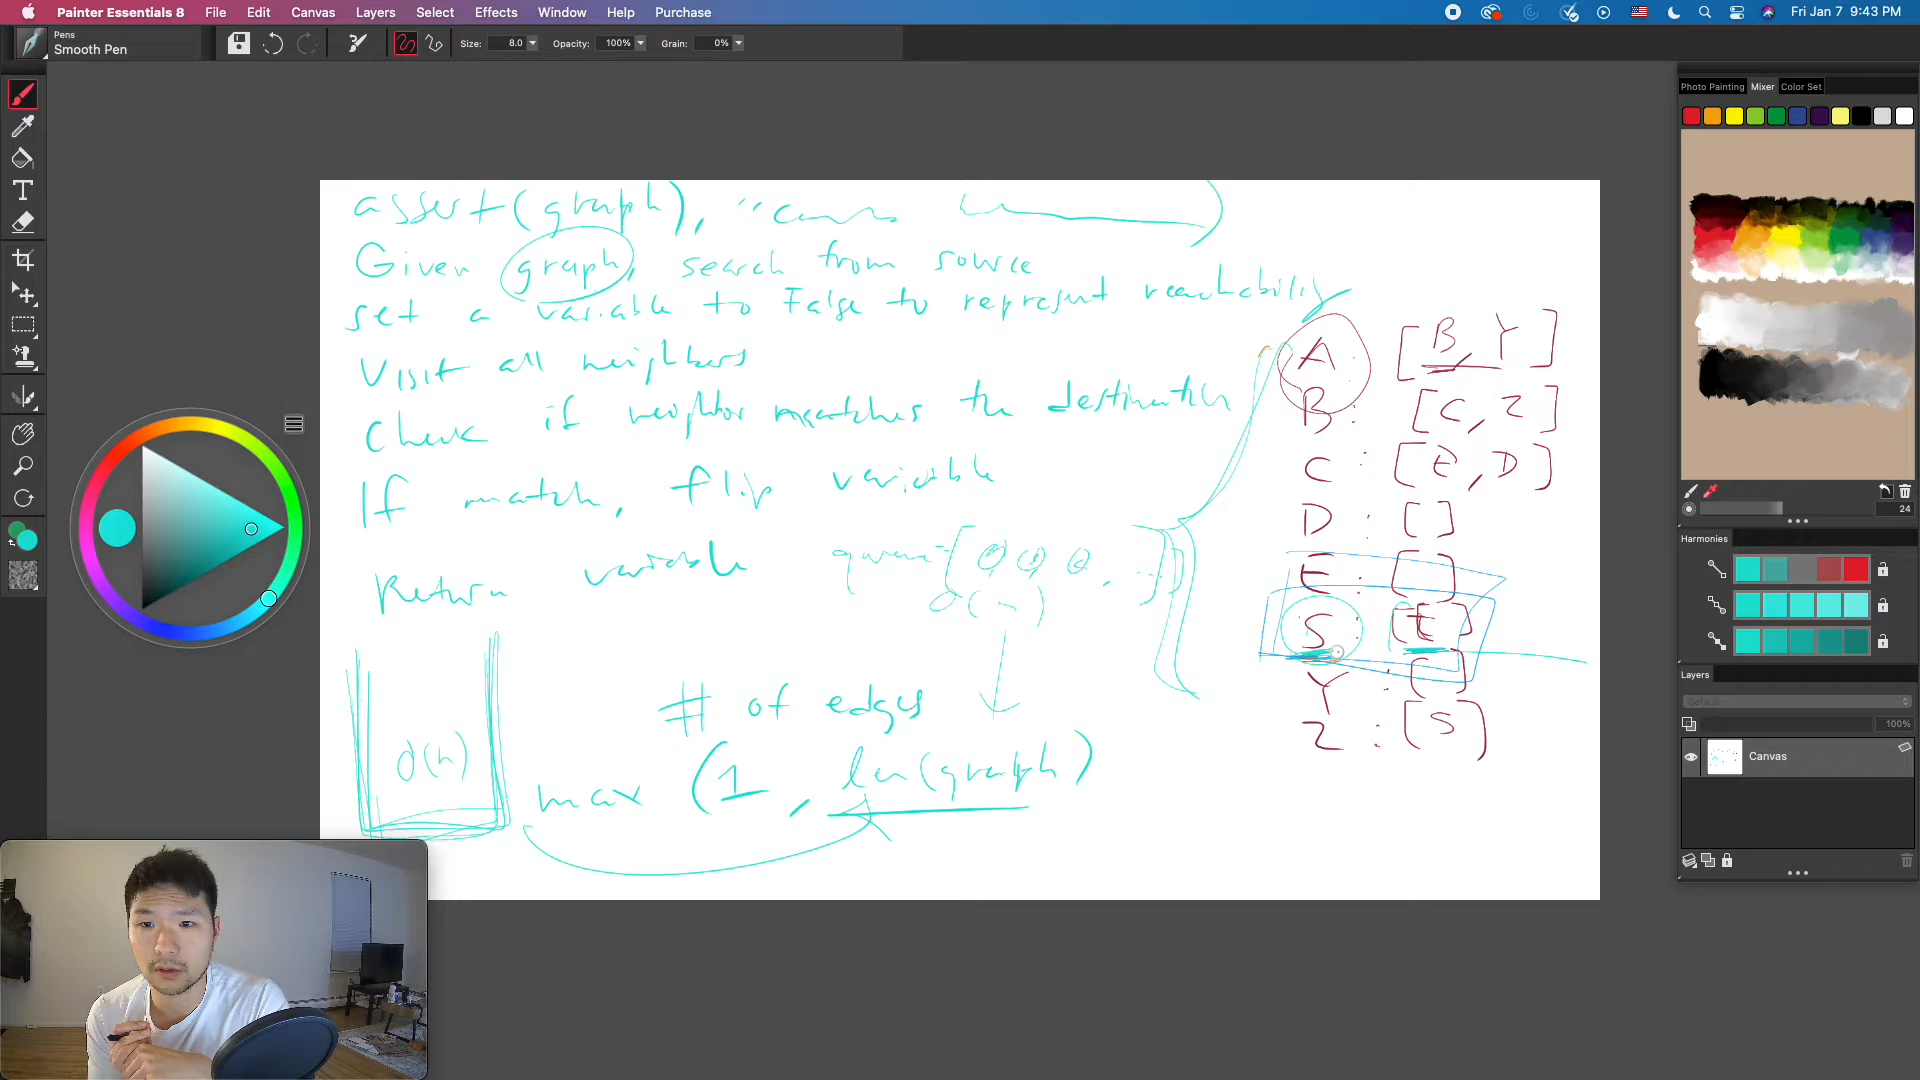 Painter Essentials 8 File Edit Canvas Layers Select Effects Window Help Purchase Fri Jan 7 9:43 PM
Pens
Smooth Pen
Size: 8.0 Opacity: 100% Grain: 0%
Photo Painting Mixer Color Set
24
Harmonies
Layers
Default
100%
Canvas
assert(graph), "
Given graph, search from source
set a variable to False to represent reachability
Visit all neighbors
Check if neighbor matches the destination
If match, flip variable
Return variable queue=[
# of edges
O(n)
max (1, len(graph)
A: [B, Y]
B: [C, Z]
C: [E, D]
D: []
E: []
S: [E]
Y: []
Z: [S]